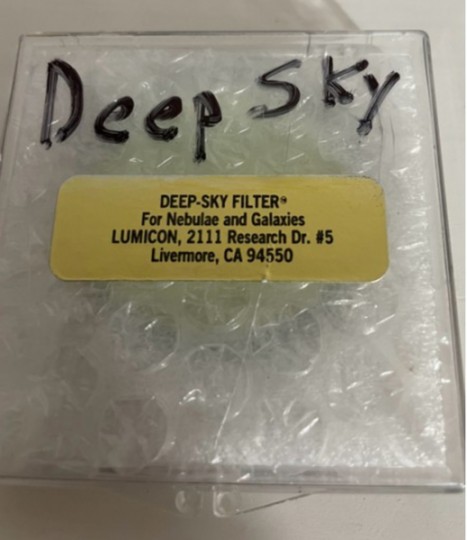 Deep Sky
DEEP-SKY FILTER®
For Nebulae and Galaxies
LUMICON, 2111 Research Dr. #5
Livermore, CA 94550